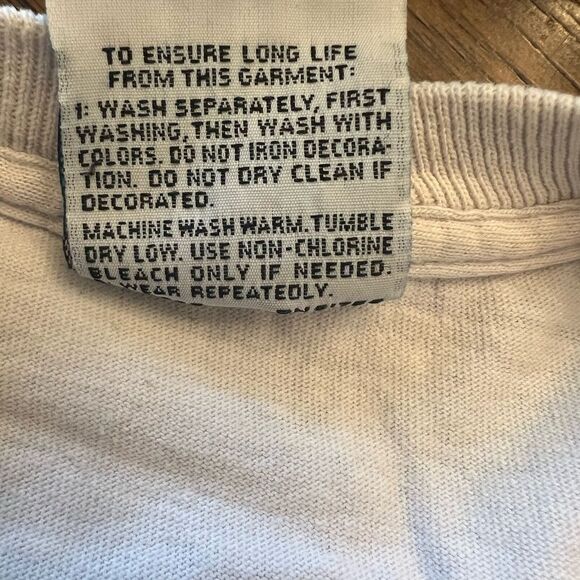 TO ENSURE LONG LIFE
FROM THIS GARMENT:
1: WASH SEPARATELY, FIRST
WASHING, THEN WASH WITH
COLORS. DO NOT IRON DECORA-
TION. DO NOT DRY CLEAN IF
DECORATED.
MACHINE WASH WARM. TUMBLE
DRY LOW. USE NON-CHLORINE
BLEACH ONLY IF NEEDED.
WEAR REPEATEDLY.